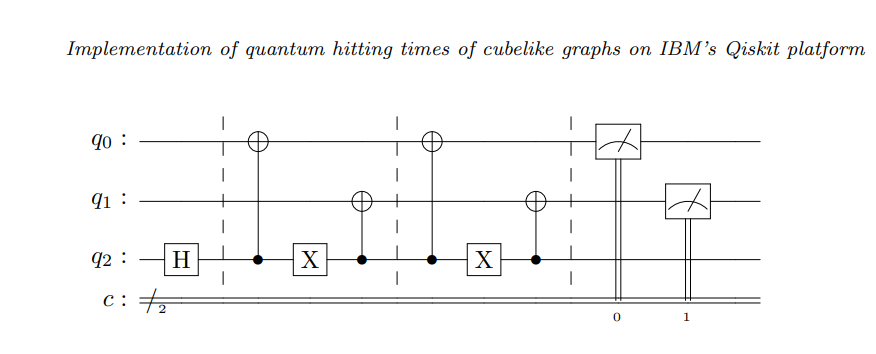 Implementation of quantum hitting times of cubelike graphs on IBM's Qiskit platform
q0 :
q1 :
q2 : H X X
c : 2
0 1